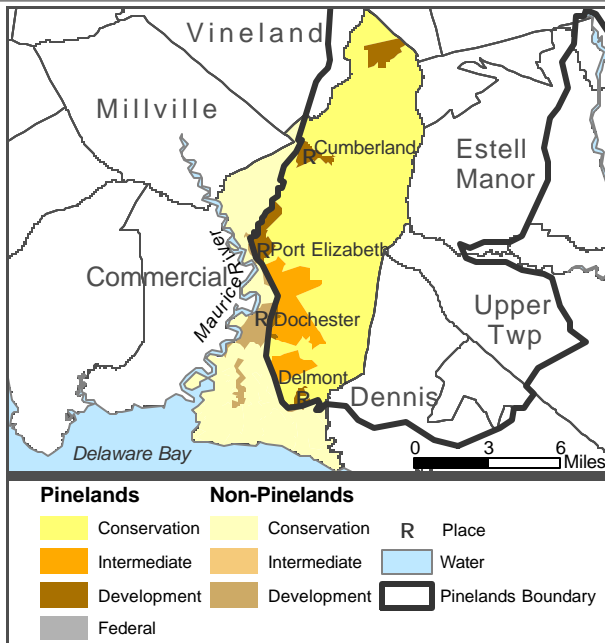 Vineland
Millville
R Cumberland
Estell
Manor
R Port Elizabeth
Commercial
Maurice River
R Dochester
Upper
Twp
Delmont
R
Dennis
Delaware Bay
0 3 6
Miles
Pinelands Non-Pinelands
Conservation Conservation R Place
Intermediate Intermediate Water
Development Development Pinelands Boundary
Federal